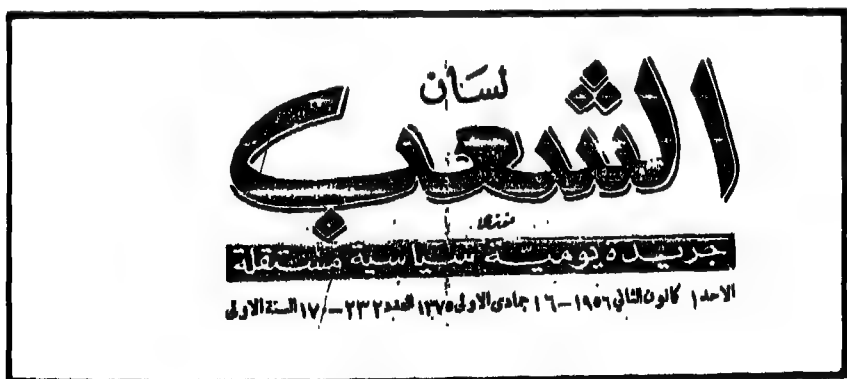 لسان
الشعب
جريدة يومية سياسية مستقلة
الاحد ١ كانون الثاني ١٩٥٦ – ١٦ جمادى الاولى ١٣٧٥ العدد ٢٣٢ – ١٧ السنة الاولى